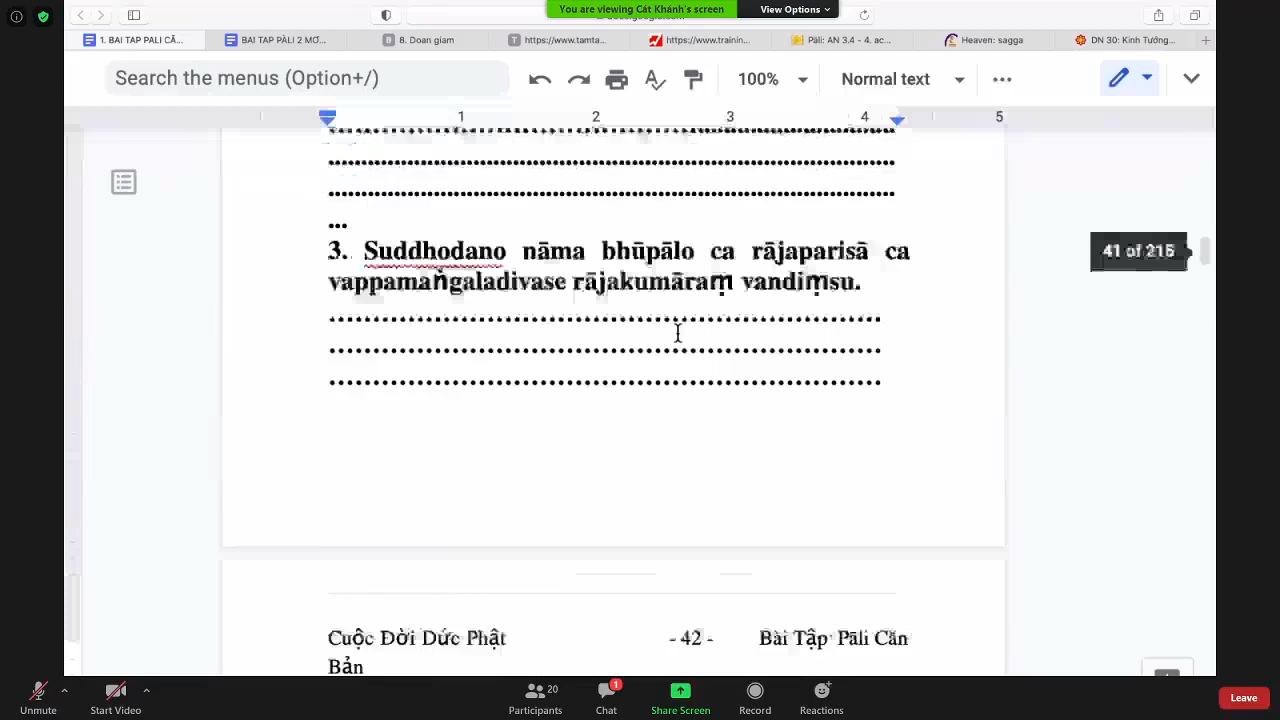 You are viewing Cát Khánh's screen
View Options
1. BÀI TẬP PALI CĂ...
BÀI TẬP PĀLI 2 MƠ...
8. Doan giam
https://www.tamta...
https://www.trainin...
Pāli: AN 3.4 - 4. ac...
Heaven: sagga
DN 30: Kinh Tướng...
Search the menus (Option+/)
100%
Normal text
1 2 3 4 5
...
3. Suddhodano nāma bhūpālo ca rājaparisā ca
vappamaṅgaladivase rājakumāraṃ vandiṃsu.
41 of 215
Cuộc Đời Đức Phật - 42 - Bài Tập Pāli Căn
Bản
Unmute
Start Video
Participants
20
Chat
1
Share Screen
Record
Reactions
Leave